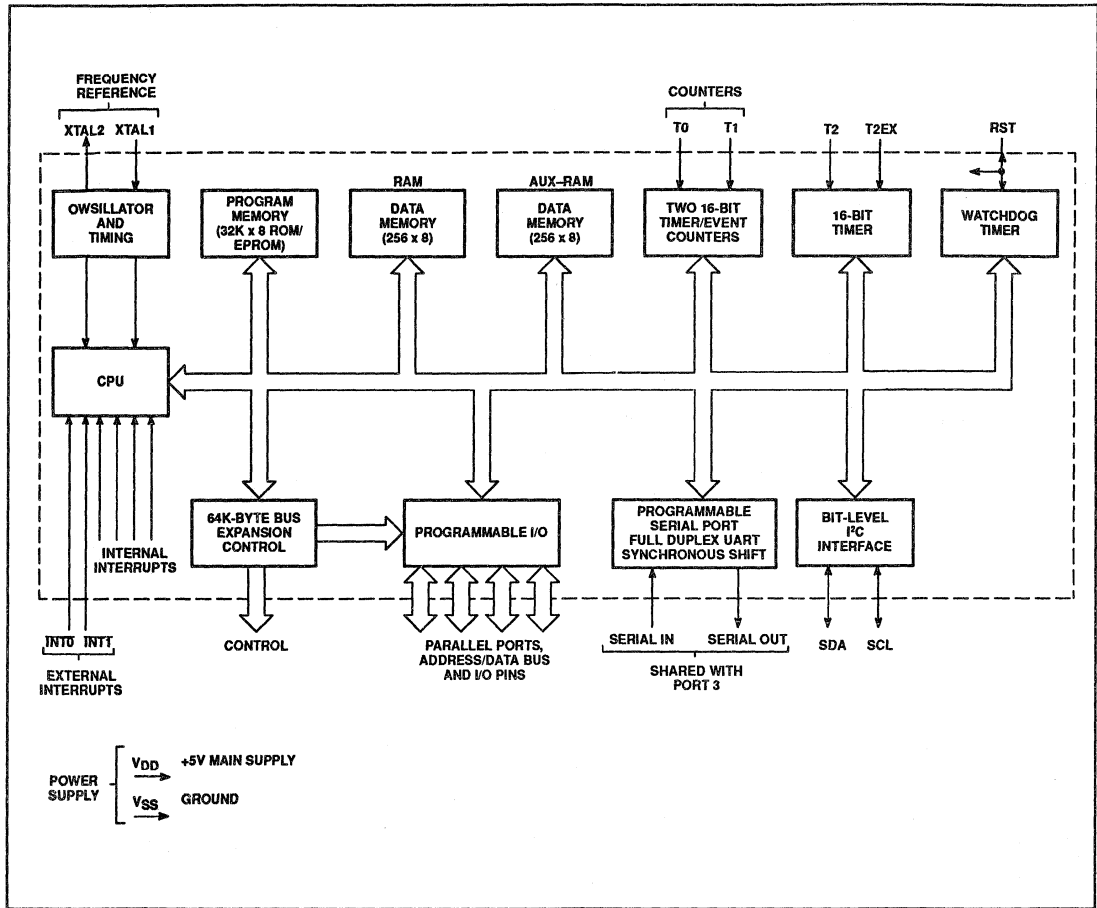 FREQUENCY
REFERENCE
XTAL2 XTAL1
COUNTERS
T0 T1
T2 T2EX
RST
OWSILLATOR
AND
TIMING
PROGRAM
MEMORY
(32K x 8 ROM/
EPROM)
RAM
DATA
MEMORY
(256 x 8)
AUX–RAM
DATA
MEMORY
(256 x 8)
TWO 16-BIT
TIMER/EVENT
COUNTERS
16-BIT
TIMER
WATCHDOG
TIMER
CPU
INTERNAL
INTERRUPTS
64K-BYTE BUS
EXPANSION
CONTROL
PROGRAMMABLE I/O
PROGRAMMABLE
SERIAL PORT
FULL DUPLEX UART
SYNCHRONOUS SHIFT
BIT-LEVEL
I²C
INTERFACE
INT0 INT1
EXTERNAL
INTERRUPTS
CONTROL
PARALLEL PORTS,
ADDRESS/DATA BUS
AND I/O PINS
SERIAL IN SERIAL OUT
SHARED WITH
PORT 3
SDA SCL
POWER
SUPPLY
VDD +5V MAIN SUPPLY
VSS GROUND